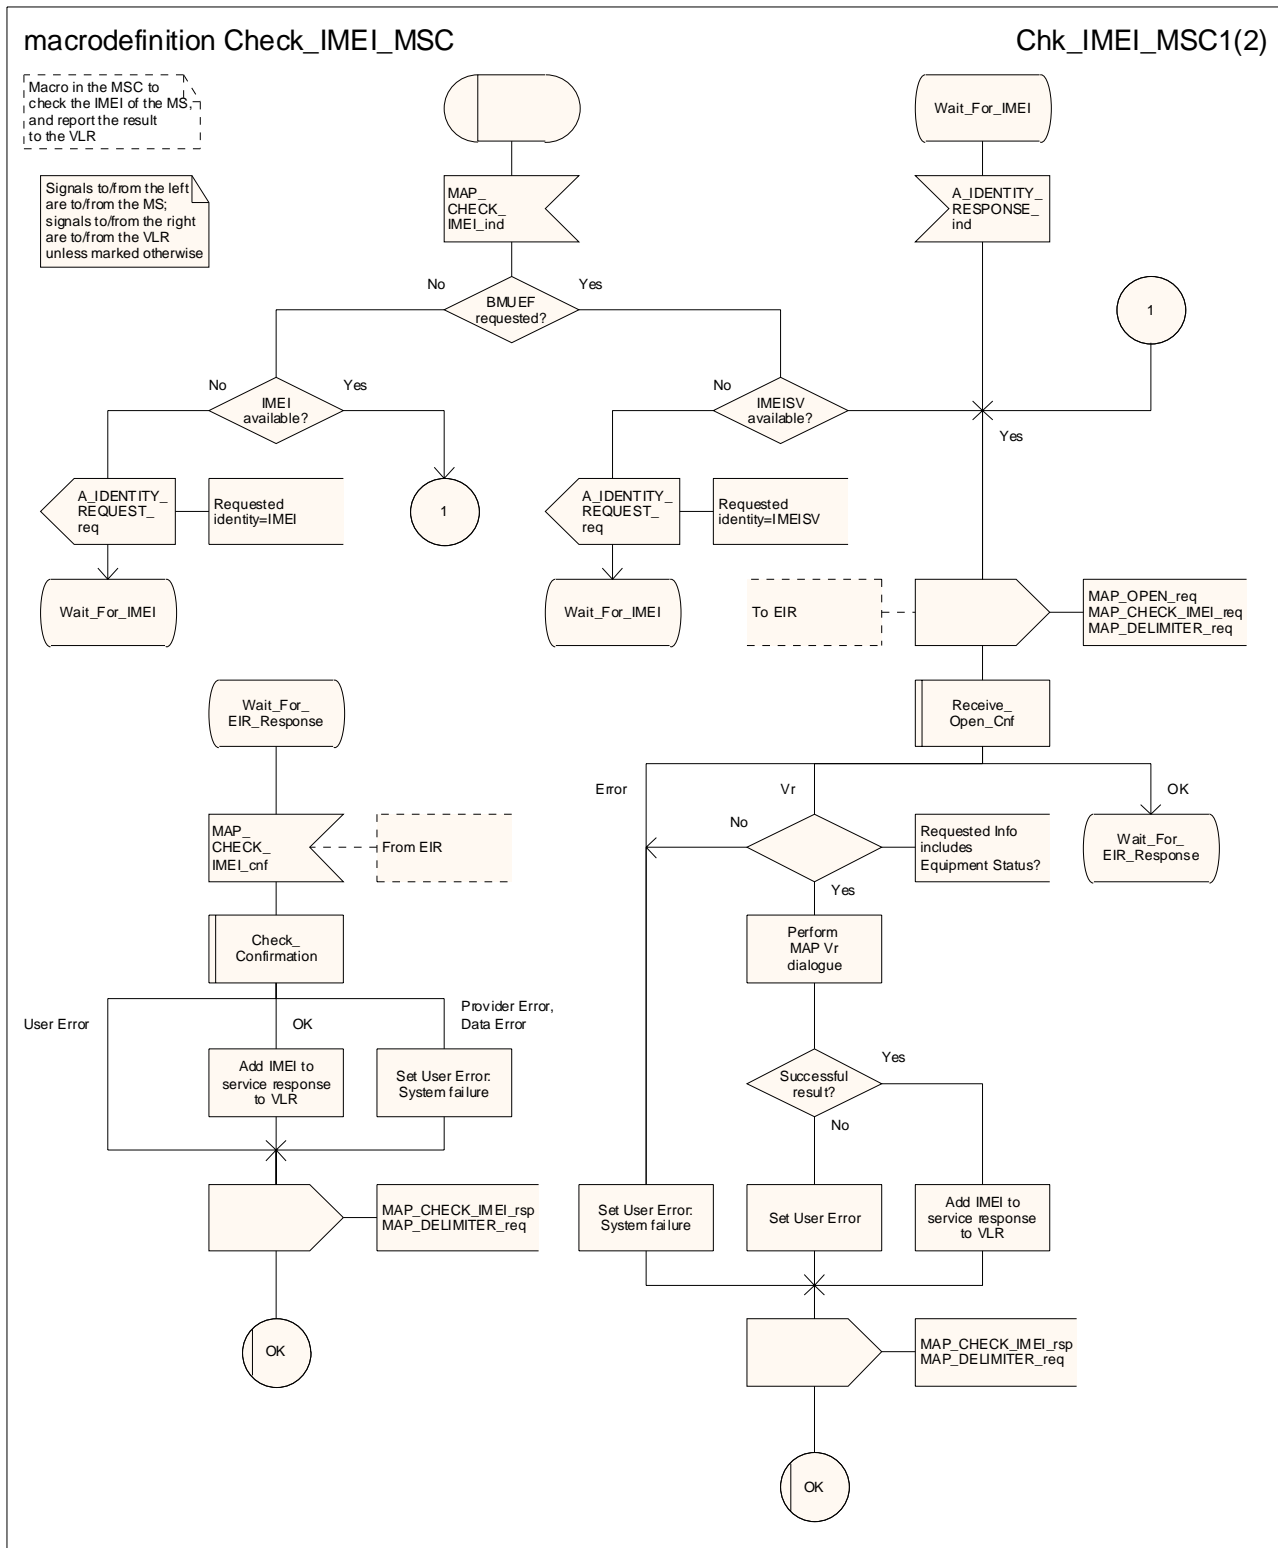 macrodefinition Check_IMEI_MSC
Chk_IMEI_MSC1(2)
Macro in the MSC to
check the IMEI of the MS,
and report the result
to the VLR
Signals to/from the left
are to/from the MS;
signals to/from the right
are to/from the VLR
unless marked otherwise
MAP_
CHECK_
IMEI_ind
Wait_For_IMEI
A_IDENTITY_
RESPONSE_
ind
No
Yes
BMUEF
requested?
1
No
Yes
IMEI
available?
No
IMEISV
available?
Yes
A_IDENTITY_
REQUEST_
req
Requested
identity=IMEI
1
A_IDENTITY_
REQUEST_
req
Requested
identity=IMEISV
Wait_For_IMEI
Wait_For_IMEI
To EIR
MAP_OPEN_req
MAP_CHECK_IMEI_req
MAP_DELIMITER_req
Wait_For_
EIR_Response
Receive_
Open_Cnf
Error
Vr
OK
MAP_
CHECK_
IMEI_cnf
From EIR
No
Requested Info
includes
Equipment Status?
Wait_For_
EIR_Response
Yes
Check_
Confirmation
Perform
MAP Vr
dialogue
User Error
OK
Provider Error,
Data Error
Add IMEI to
service response
to VLR
Set User Error:
System failure
Successful
result?
Yes
No
MAP_CHECK_IMEI_rsp
MAP_DELIMITER_req
Set User Error:
System failure
Set User Error
Add IMEI to
service response
to VLR
OK
MAP_CHECK_IMEI_rsp
MAP_DELIMITER_req
OK